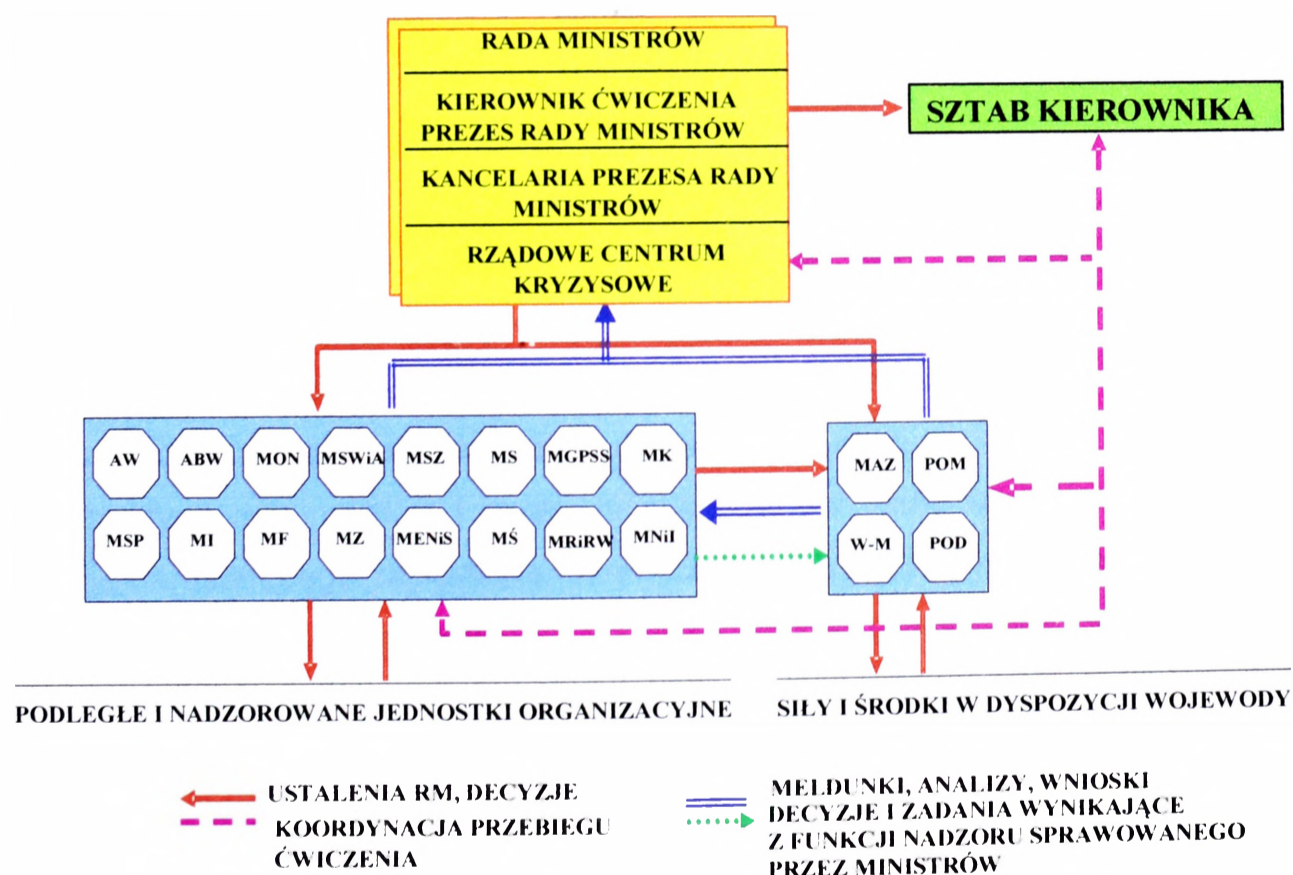 RADA MINISTRÓW
KIEROWNIK ĆWICZENIA
PREZES RADY MINISTRÓW
KANCELARIA PREZESA RADY
MINISTRÓW
RZĄDOWE CENTRUM
KRYZYSOWE
SZTAB KIEROWNIKA
AW ABW MON MSWiA MSZ MS MGPSS MK
MSP MI MF MZ MENiS MŚ MRiRW MNiI
MAZ POM
W-M POD
PODLEGŁE I NADZOROWANE JEDNOSTKI ORGANIZACYJNE
SIŁY I ŚRODKI W DYSPOZYCJI WOJEWODY
USTALENIA RM, DECYZJE
KOORDYNACJA PRZEBIEGU
ĆWICZENIA
MELDUNKI, ANALIZY, WNIOSKI
DECYZJE I ZADANIA WYNIKAJĄCE
Z FUNKCJI NADZORU SPRAWOWANEGO
PRZEZ MINISTRÓW